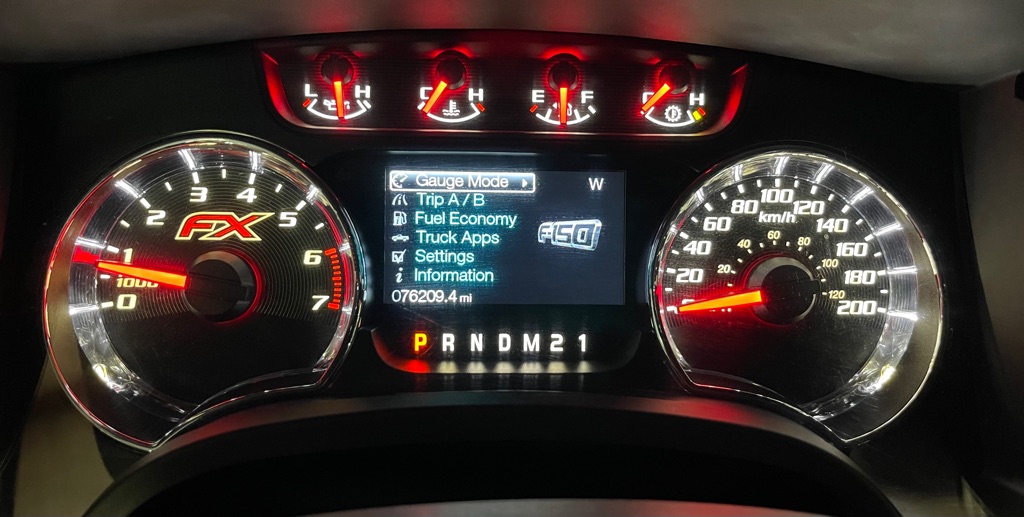 L H
C H
E F
C H
0
1
2
3
4
5
6
7
1000
FX
Gauge Mode
Trip A / B
Fuel Economy
Truck Apps
Settings
Information
076209.4 mi
W
F150
P R N D M 2 1
20
40
60
80
100
120
140
160
180
200
km/h
20
40
60
80
100
120